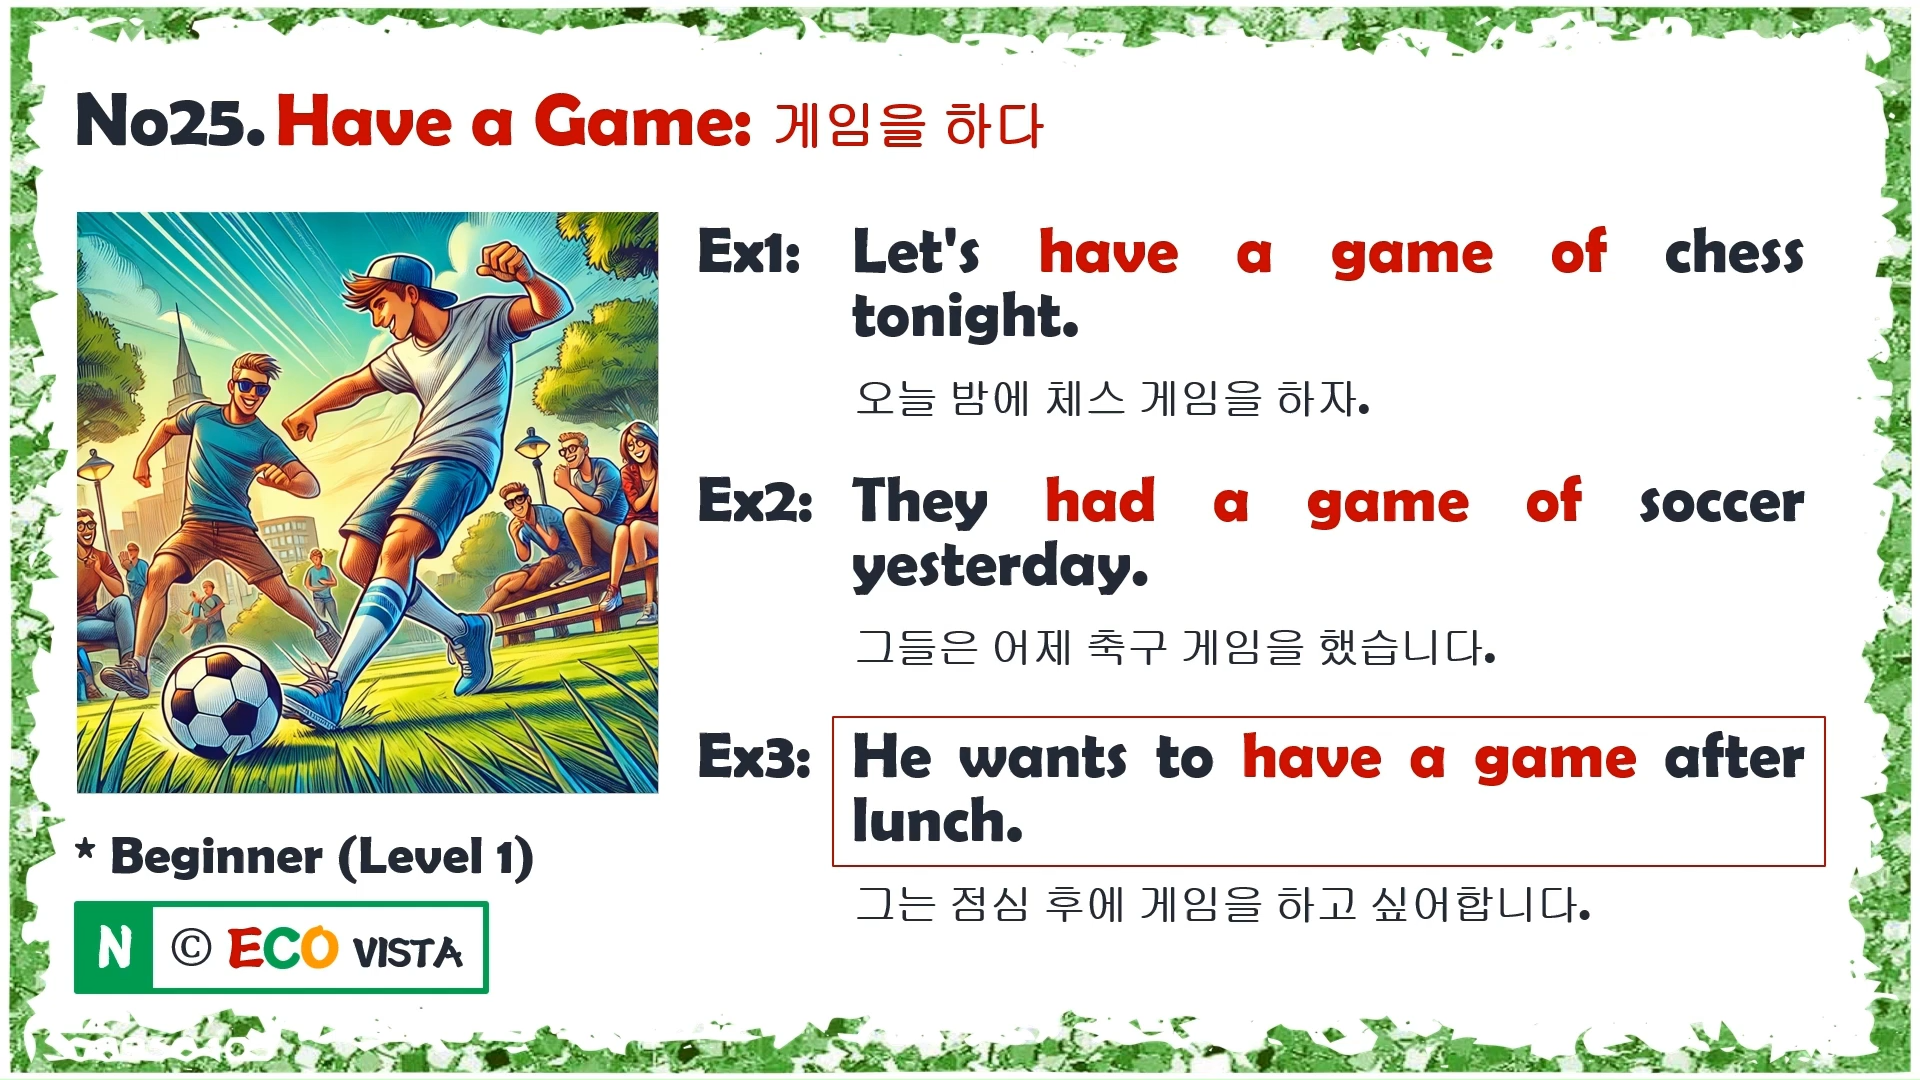 No25. Have a Game: 게임을 하다
Ex1: Let's have a game of chess
tonight.
오늘 밤에 체스 게임을 하자.
Ex2: They had a game of soccer
yesterday.
그들은 어제 축구 게임을 했습니다.
Ex3: He wants to have a game after
lunch.
그는 점심 후에 게임을 하고 싶어합니다.
* Beginner (Level 1)
N © ECO VISTA